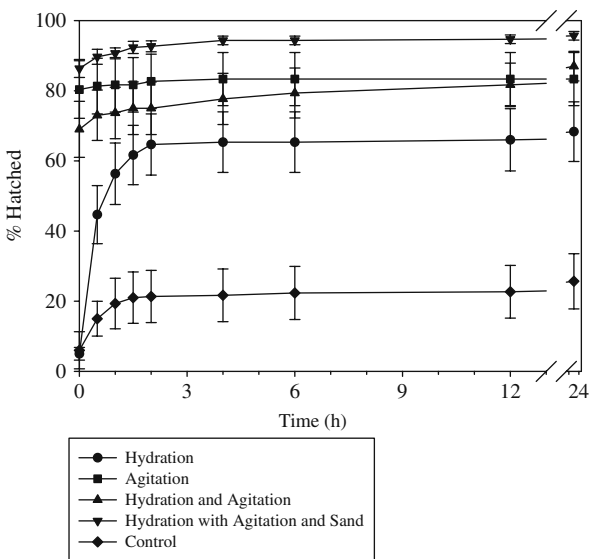 100
80
60
40
20
0
% Hatched
0 3 6 9 12 24
Time (h)
Hydration
Agitation
Hydration and Agitation
Hydration with Agitation and Sand
Control